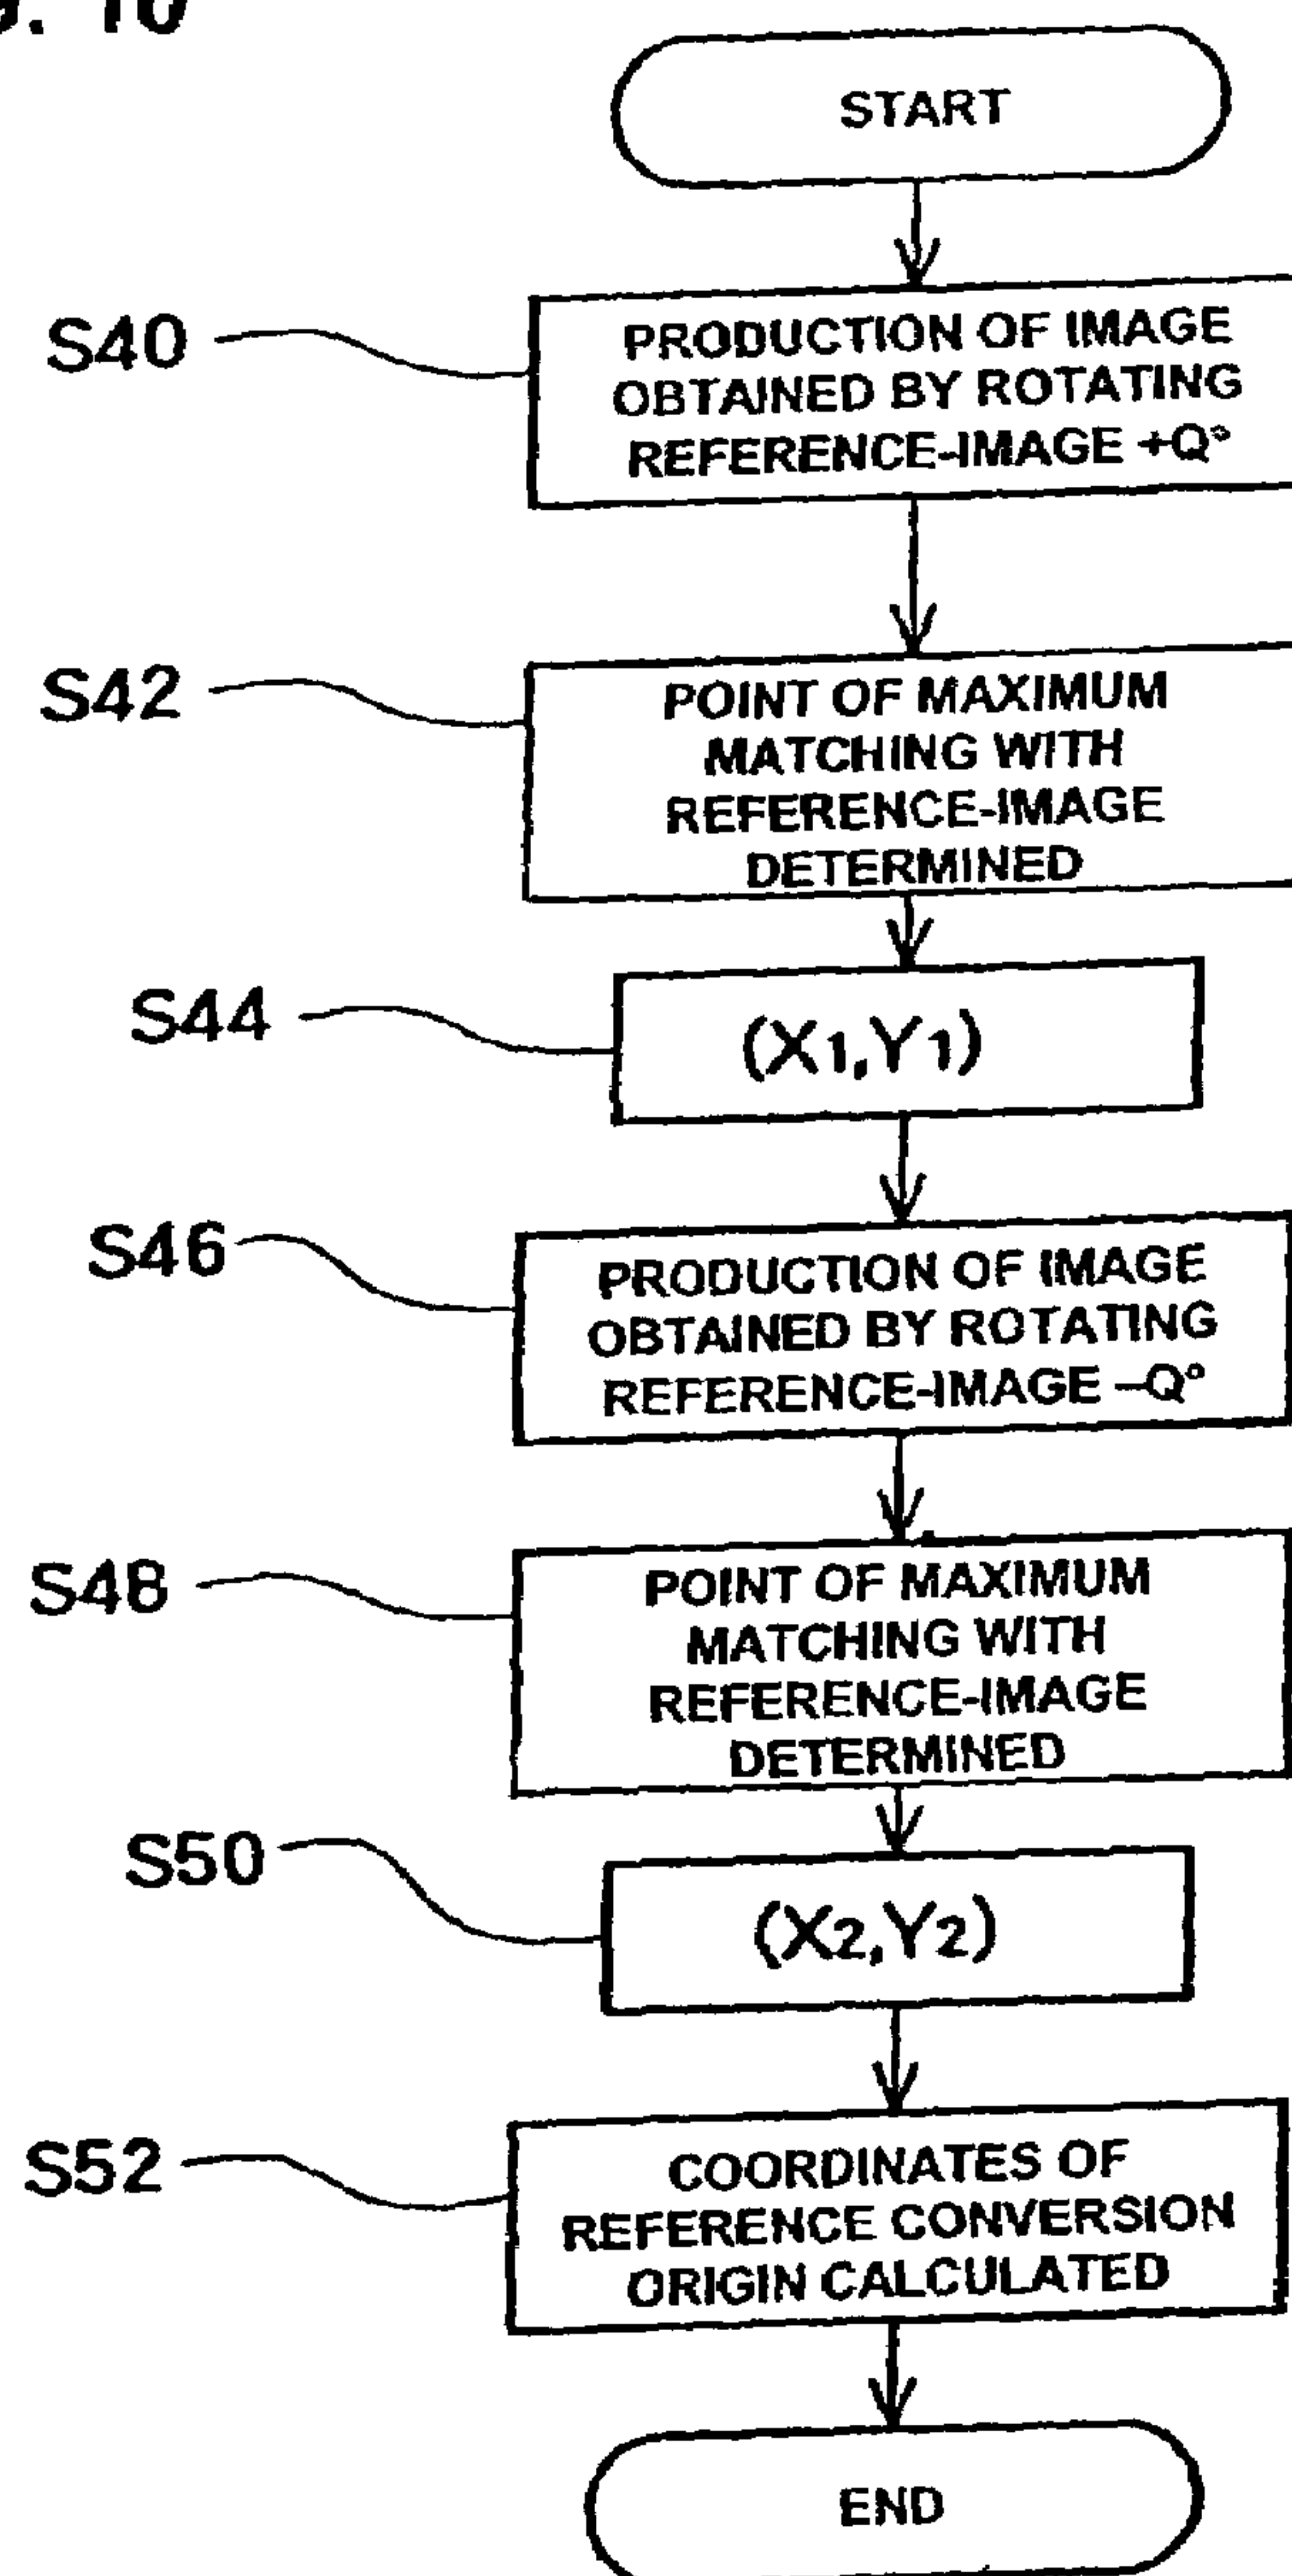 10
START
S40
PRODUCTION OF IMAGE
OBTAINED BY ROTATING
REFERENCE-IMAGE +Q°
S42
POINT OF MAXIMUM
MATCHING WITH
REFERENCE-IMAGE
DETERMINED
S44
(X1,Y1)
S46
PRODUCTION OF IMAGE
OBTAINED BY ROTATING
REFERENCE-IMAGE –Q°
S48
POINT OF MAXIMUM
MATCHING WITH
REFERENCE-IMAGE
DETERMINED
S50
(X2,Y2)
S52
COORDINATES OF
REFERENCE CONVERSION
ORIGIN CALCULATED
END